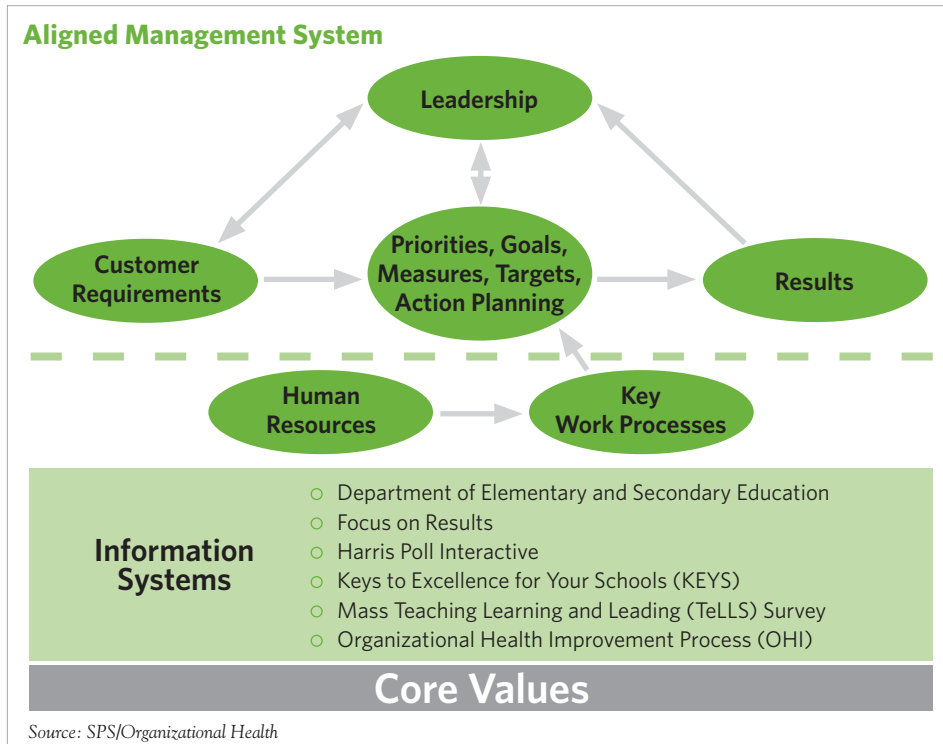 Aligned Management System
Leadership
Customer
Requirements
Priorities, Goals,
Measures, Targets,
Action Planning
Results
Human
Resources
Key
Work Processes
Information
Systems
○ Department of Elementary and Secondary Education
○ Focus on Results
○ Harris Poll Interactive
○ Keys to Excellence for Your Schools (KEYS)
○ Mass Teaching Learning and Leading (TeLLS) Survey
○ Organizational Health Improvement Process (OHI)
Core Values
Source: SPS/Organizational Health